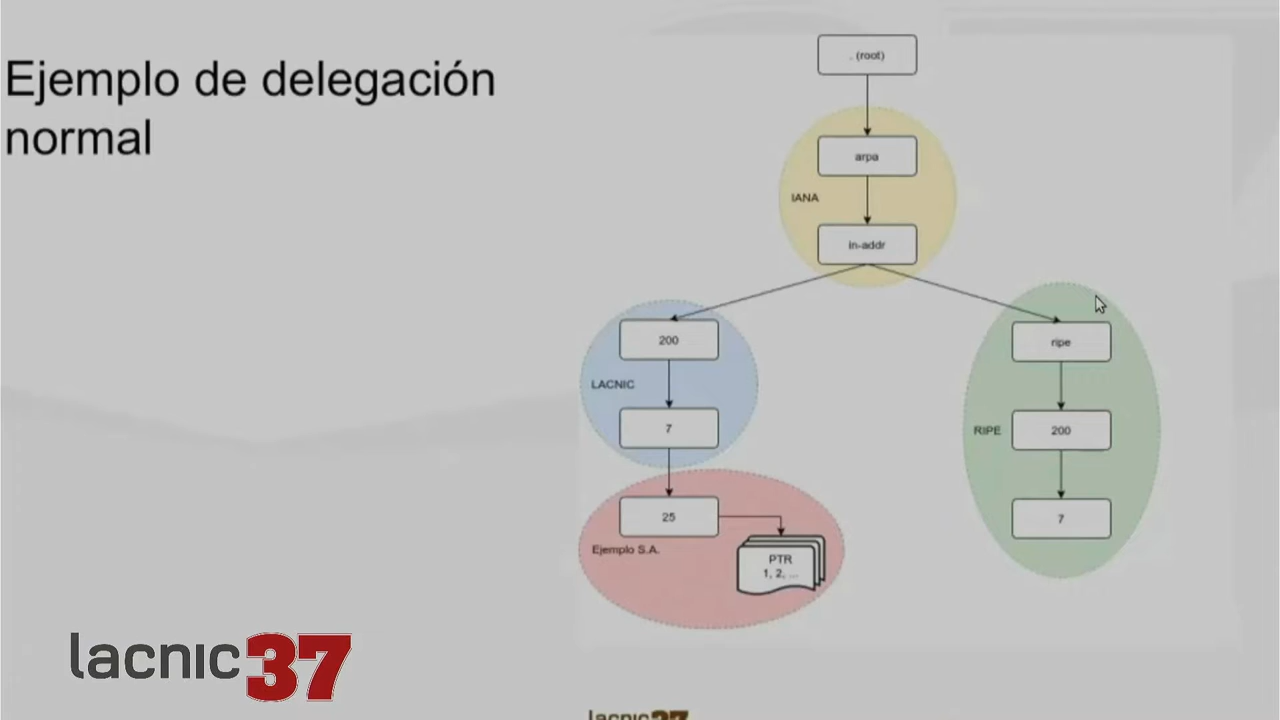 Ejemplo de delegación
normal
. (root)
arpa
IANA
in-addr
200
LACNIC
7
25
Ejemplo S.A.
PTR
1, 2, ...
ripe
RIPE
200
7
lacnic37
lacnic37